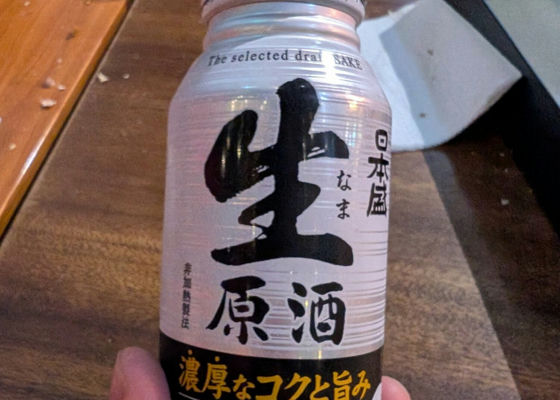 The selected draft SAKE
生
なま
日本盛
原酒
非加熱製法
濃厚なコクと旨み